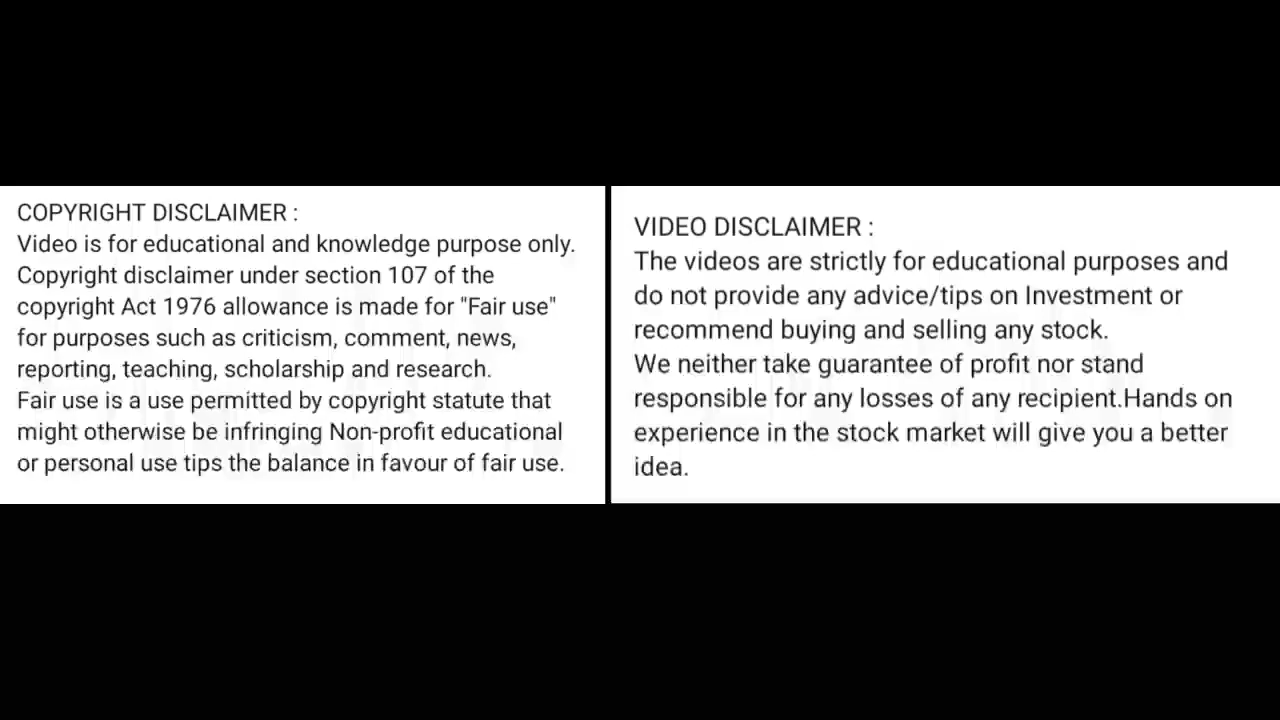 COPYRIGHT DISCLAIMER :
Video is for educational and knowledge purpose only.
Copyright disclaimer under section 107 of the
copyright Act 1976 allowance is made for "Fair use"
for purposes such as criticism, comment, news,
reporting, teaching, scholarship and research.
Fair use is a use permitted by copyright statute that
might otherwise be infringing Non-profit educational
or personal use tips the balance in favour of fair use.
VIDEO DISCLAIMER :
The videos are strictly for educational purposes and
do not provide any advice/tips on Investment or
recommend buying and selling any stock.
We neither take guarantee of profit nor stand
responsible for any losses of any recipient.Hands on
experience in the stock market will give you a better
idea.